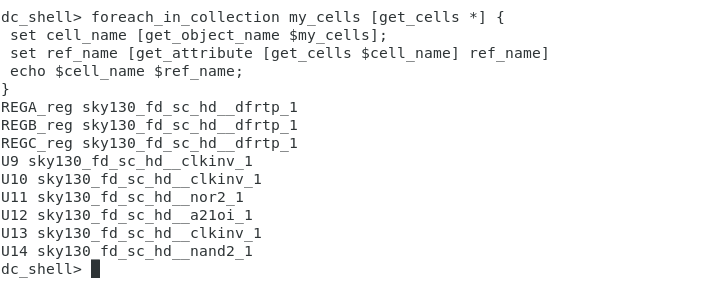 dc_shell> foreach_in_collection my_cells [get_cells *] {
set cell_name [get_object_name $my_cells];
set ref_name [get_attribute [get_cells $cell_name] ref_name]
echo $cell_name $ref_name;
}
REGA_reg sky130_fd_sc_hd__dfrtp_1
REGB_reg sky130_fd_sc_hd__dfrtp_1
REGC_reg sky130_fd_sc_hd__dfrtp_1
U9 sky130_fd_sc_hd__clkinv_1
U10 sky130_fd_sc_hd__clkinv_1
U11 sky130_fd_sc_hd__nor2_1
U12 sky130_fd_sc_hd__a21oi_1
U13 sky130_fd_sc_hd__clkinv_1
U14 sky130_fd_sc_hd__nand2_1
dc_shell>